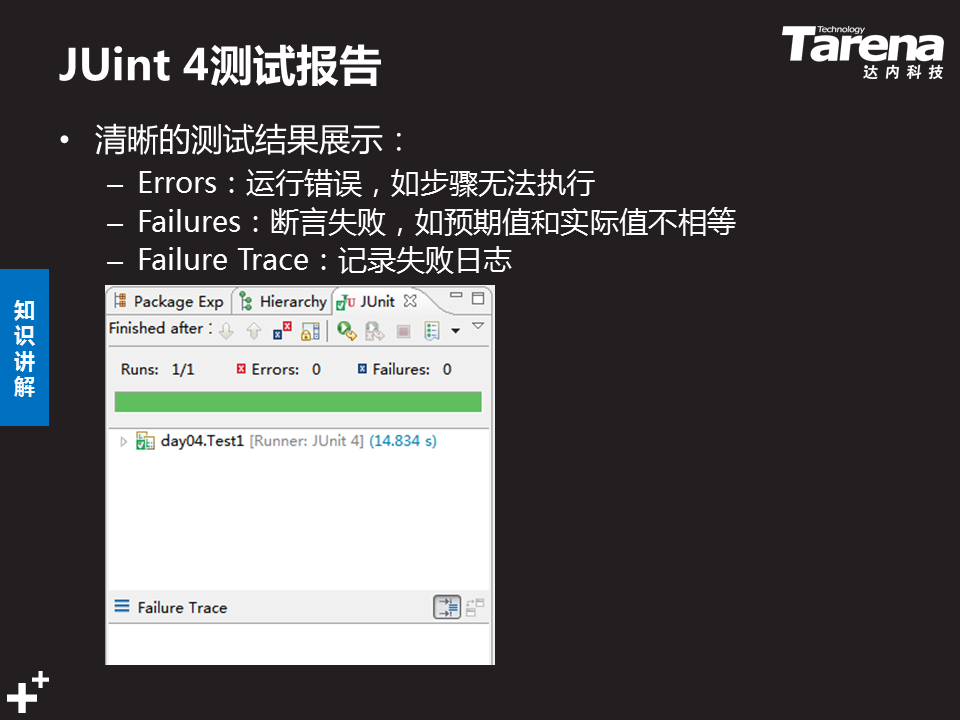 JUint 4测试报告
Technology
Tarena
达内科技
• 清晰的测试结果展示：
– Errors：运行错误，如步骤无法执行
– Failures：断言失败，如预期值和实际值不相等
– Failure Trace：记录失败日志
知识讲解
Package Exp Hierarchy JUnit
Finished after :
Runs: 1/1 Errors: 0 Failures: 0
day04.Test1 [Runner: JUnit 4] (14.834 s)
Failure Trace